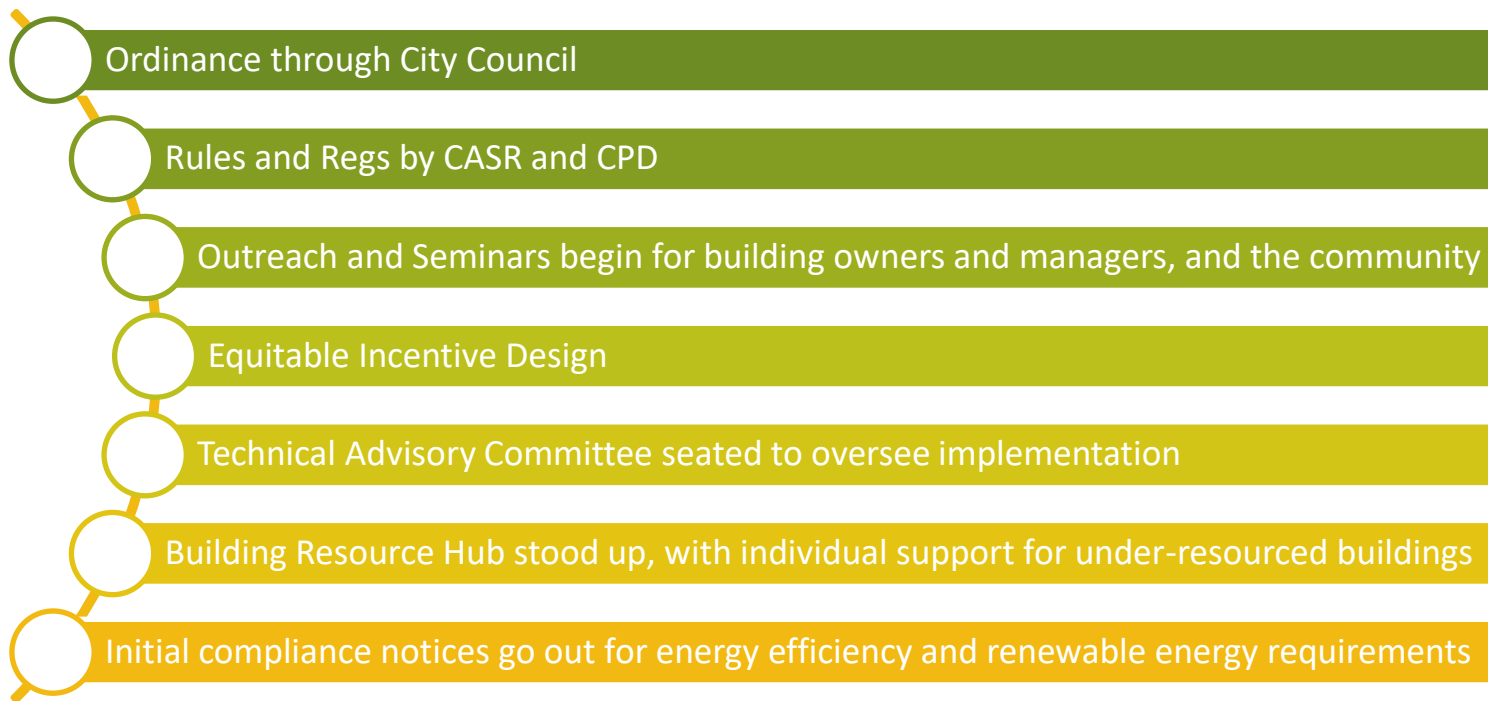 Ordinance through City Council
Rules and Regs by CASR and CPD
Outreach and Seminars begin for building owners and managers, and the community
Equitable Incentive Design
Technical Advisory Committee seated to oversee implementation
Building Resource Hub stood up, with individual support for under-resourced buildings
Initial compliance notices go out for energy efficiency and renewable energy requirements